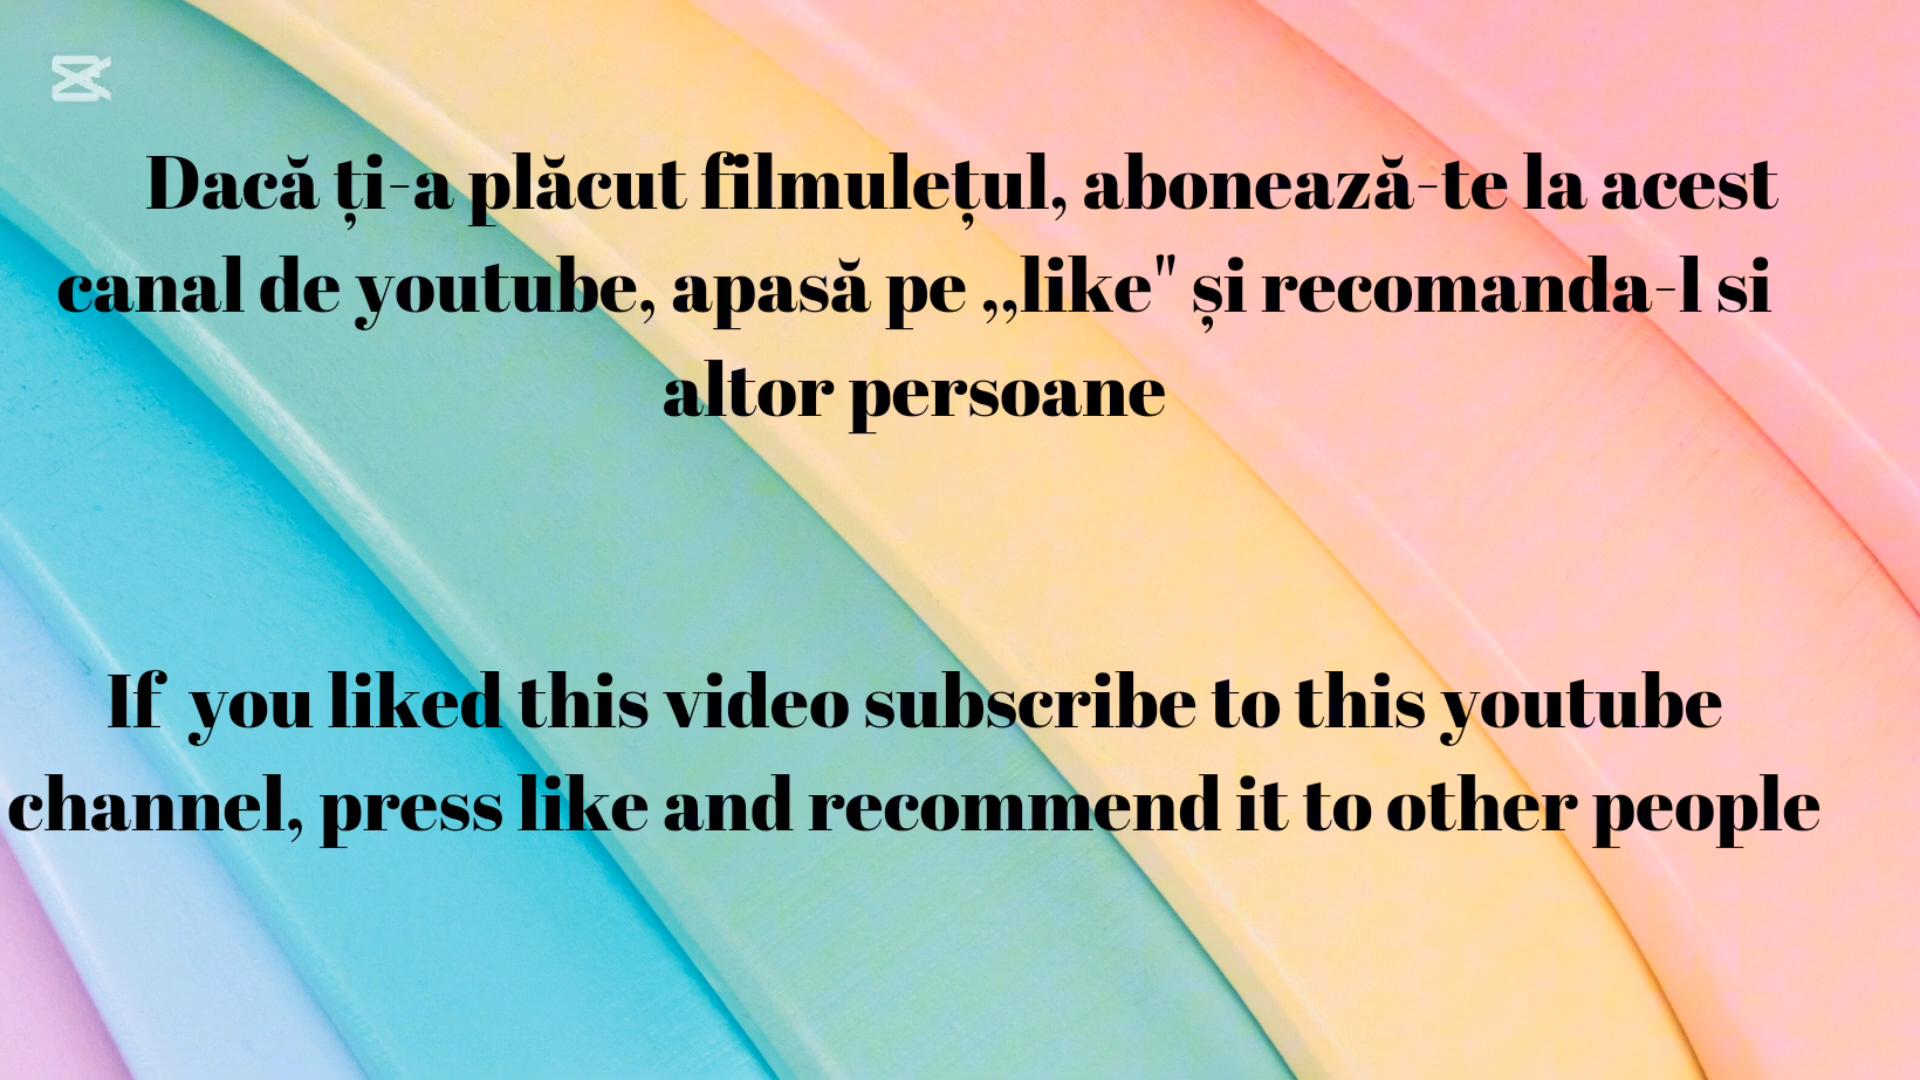 Dacă ți-a plăcut filmulețul, abonează-te la acest
canal de youtube, apasă pe ,,like" și recomanda-l si
altor persoane
If you liked this video subscribe to this youtube
channel, press like and recommend it to other people